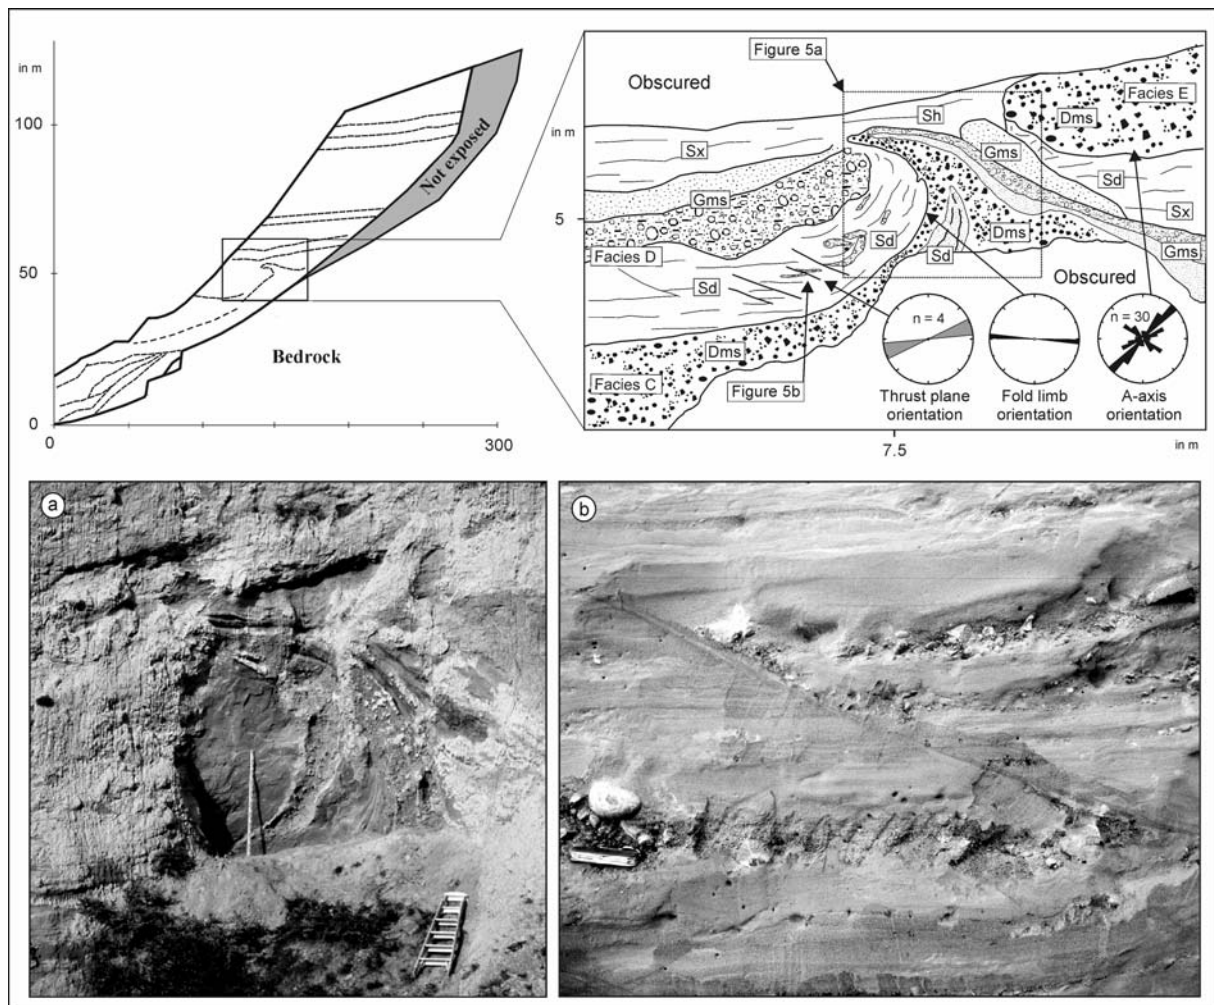 in m
100
50
0
0
300
Not exposed
Bedrock
Figure 5a
Obscured
Facies E
Dms
Sh
Sx
Gms
Sd
in m
5
Gms
Sx
Sd
Dms
Gms
Facies D
Sd
Sd
Obscured
n = 4
n = 30
Dms
Facies C
Figure 5b
Thrust plane
orientation
Fold limb
orientation
A-axis
orientation
7.5
in m
a
b